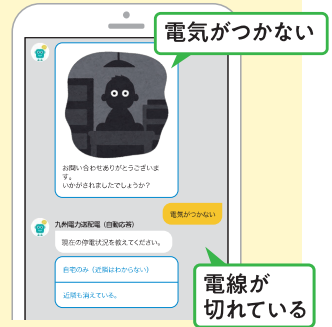 電気がつかない
お問い合わせありがとうございま
す。
いかがされましたでしょうか？
電気がつかない
九州電力送配電（自動応答）
現在の停電状況を教えてください。
自宅のみ（近隣はわからない）
近隣も消えている。
電線が
切れている